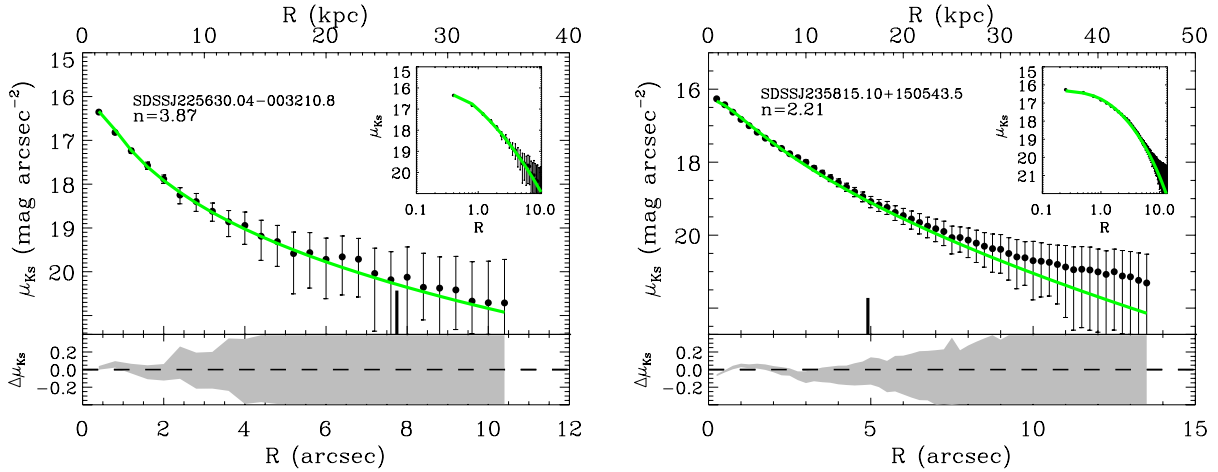 R (kpc)
0 10 20 30 40
15
16
17
18
19
20
μKs (mag arcsec−2)
SDSSJ225630.04−003210.8
n=3.87
15
16
17
18
19
20
μKs
0.1 1.0 10.0
R
0.2
0.0
−0.2
ΔμKs
0 2 4 6 8 10 12
R (arcsec)
R (kpc)
0 10 20 30 40 50
16
18
20
μKs (mag arcsec−2)
SDSSJ235815.10+150543.5
n=2.21
15
16
17
18
19
20
21
22
μKs
0.1 1.0 10.0
R
0.2
0.0
−0.2
ΔμKs
0 5 10 15
R (arcsec)